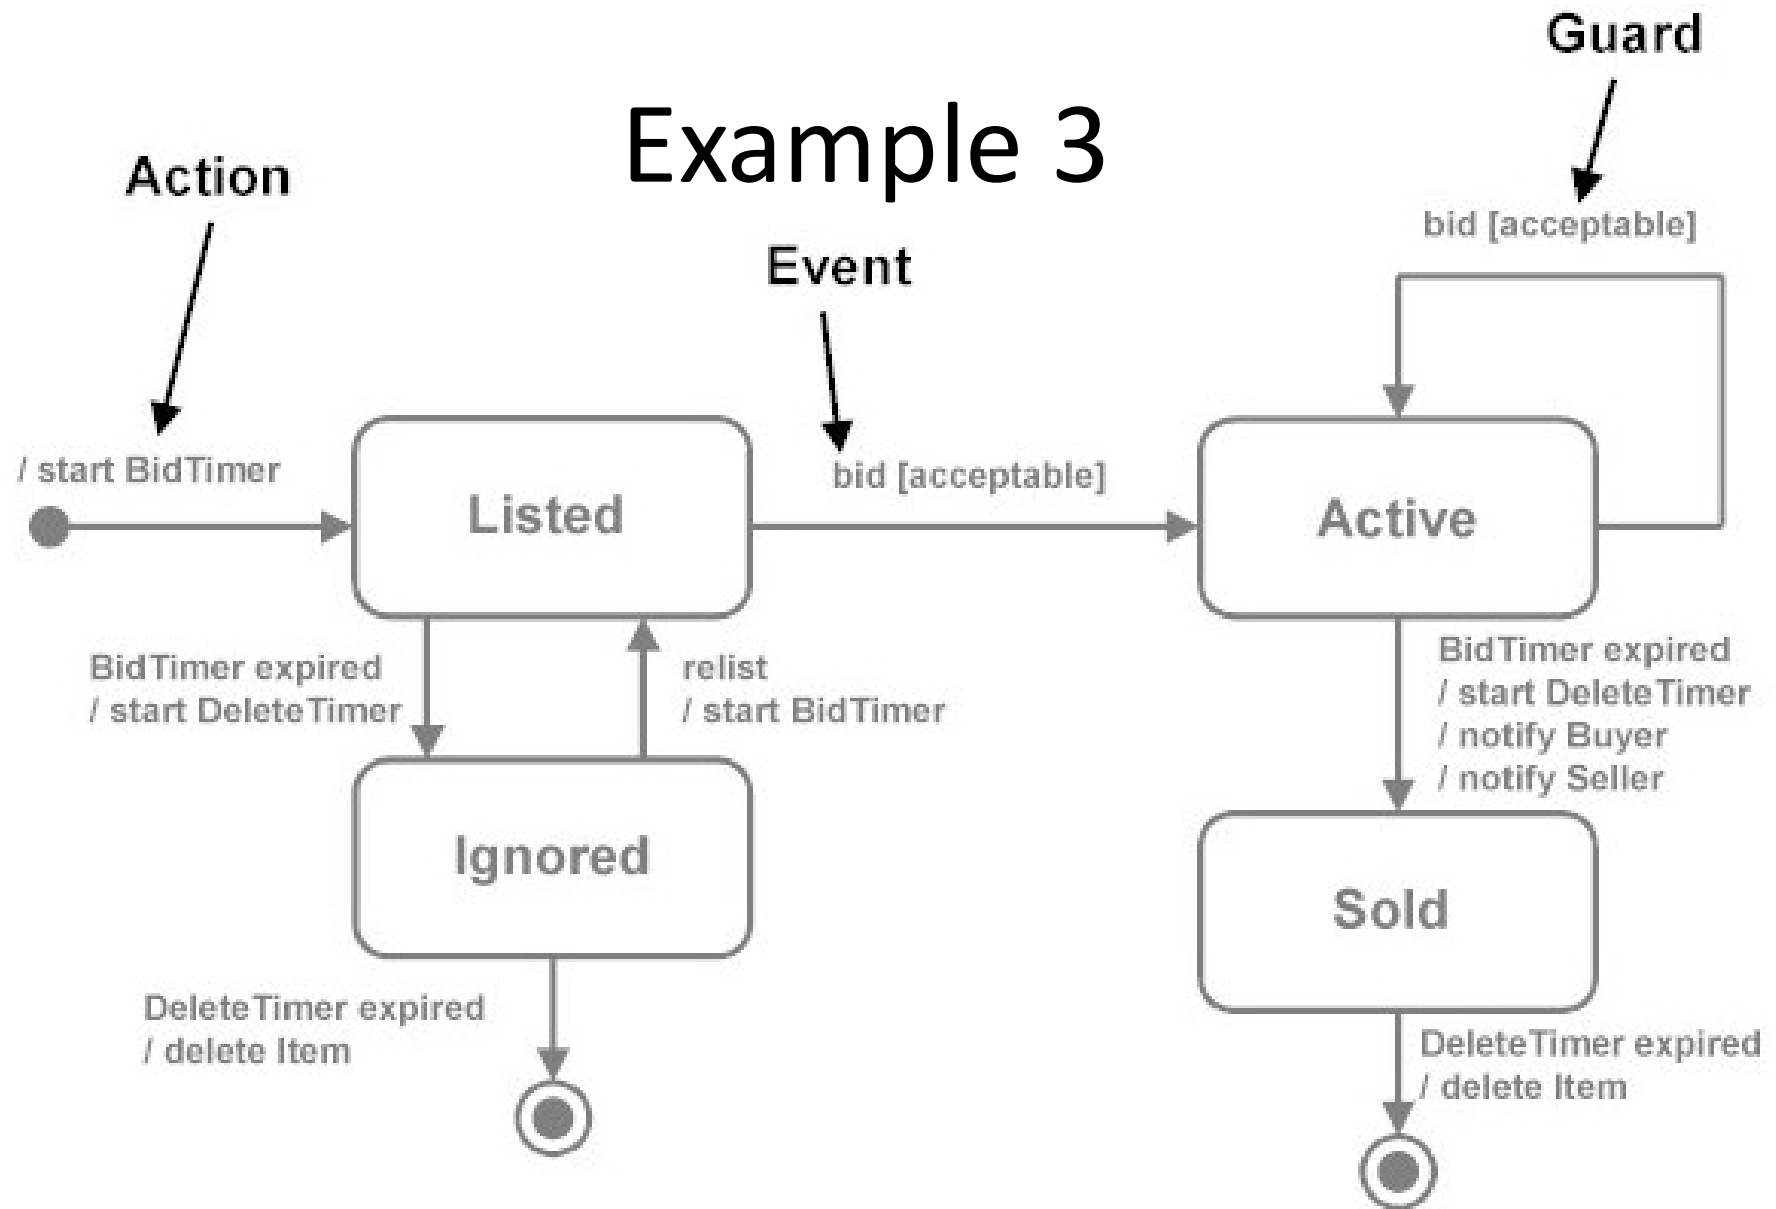 Guard
Example 3
Action
bid [acceptable]
Event
/ start BidTimer
bid [acceptable]
Listed
Active
BidTimer expired
/ start DeleteTimer
relist
/ start BidTimer
BidTimer expired
/ start DeleteTimer
/ notify Buyer
/ notify Seller
Ignored
Sold
DeleteTimer expired
/ delete Item
DeleteTimer expired
/ delete Item